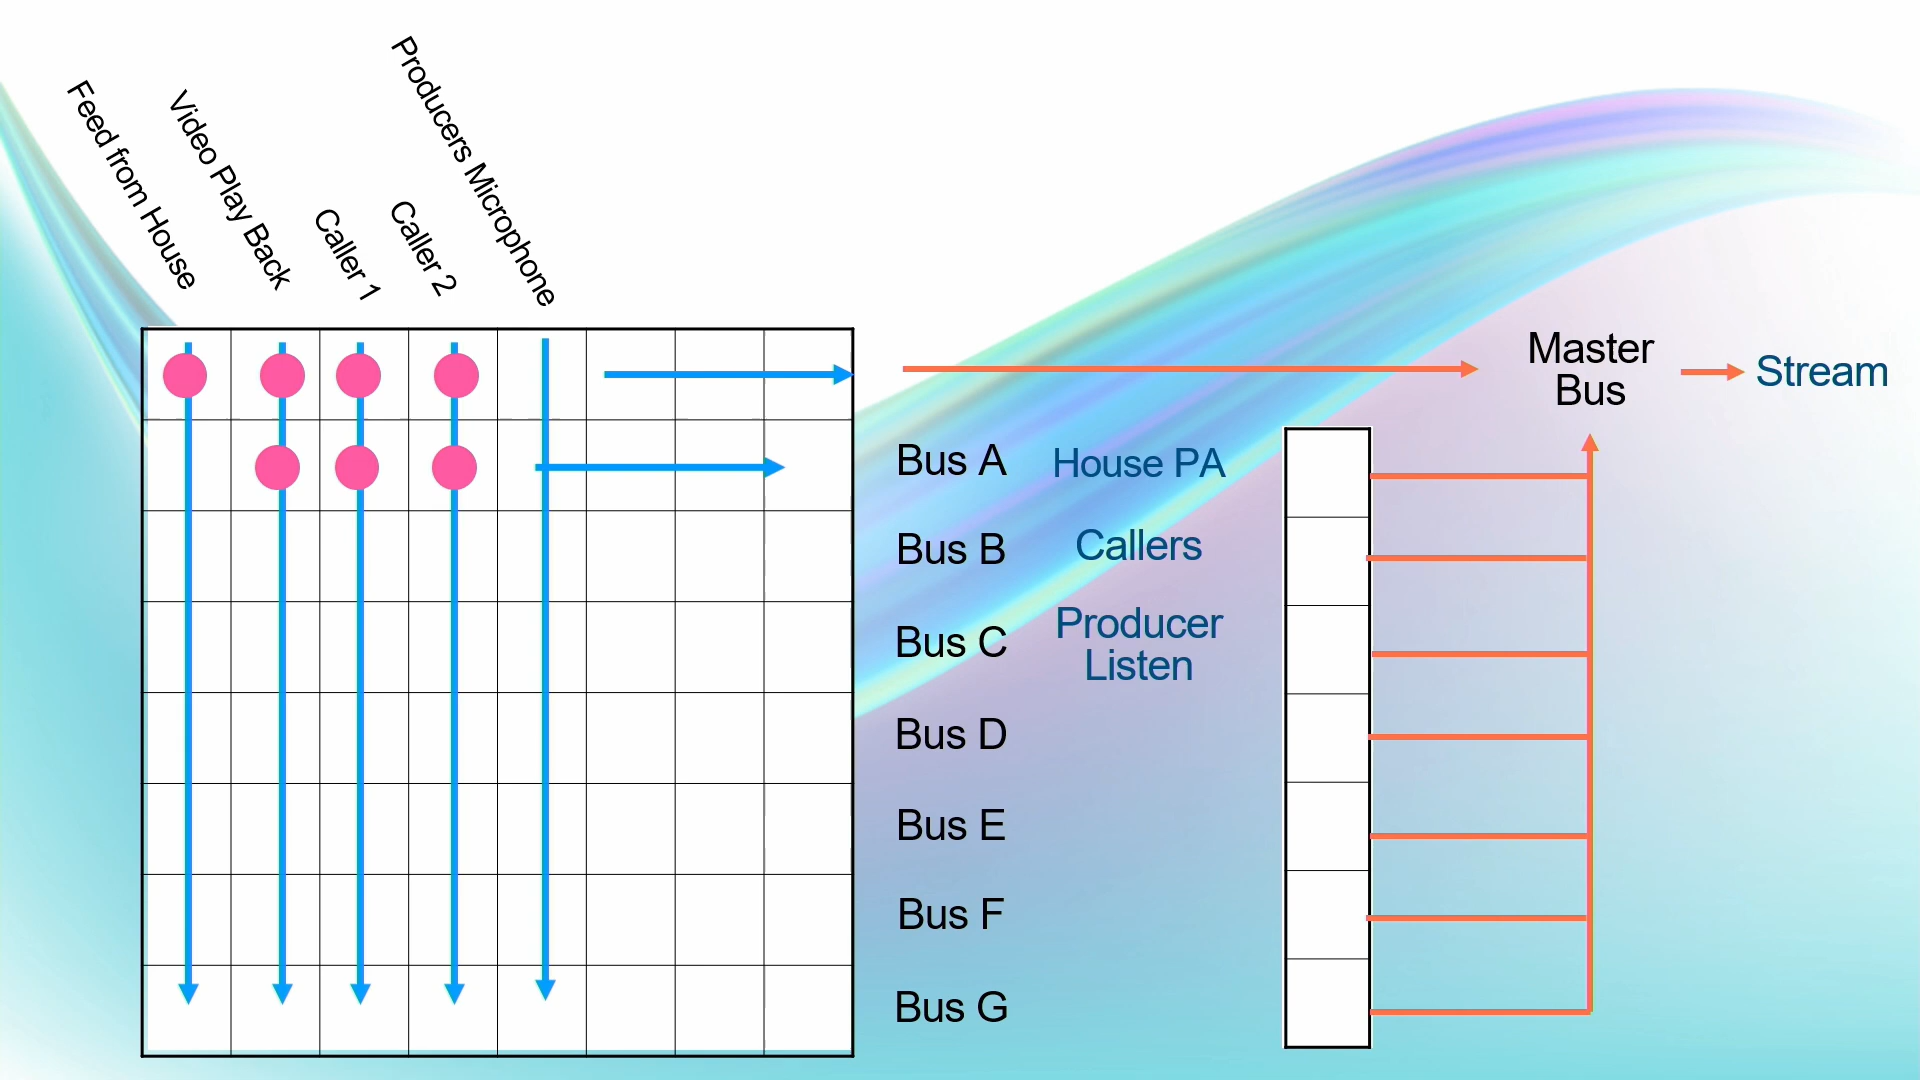 Feed from House
Video Play Back
Caller 1
Caller 2
Producers Microphone
Master
Bus
Stream
Bus A
House PA
Bus B
Callers
Bus C
Producer
Listen
Bus D
Bus E
Bus F
Bus G